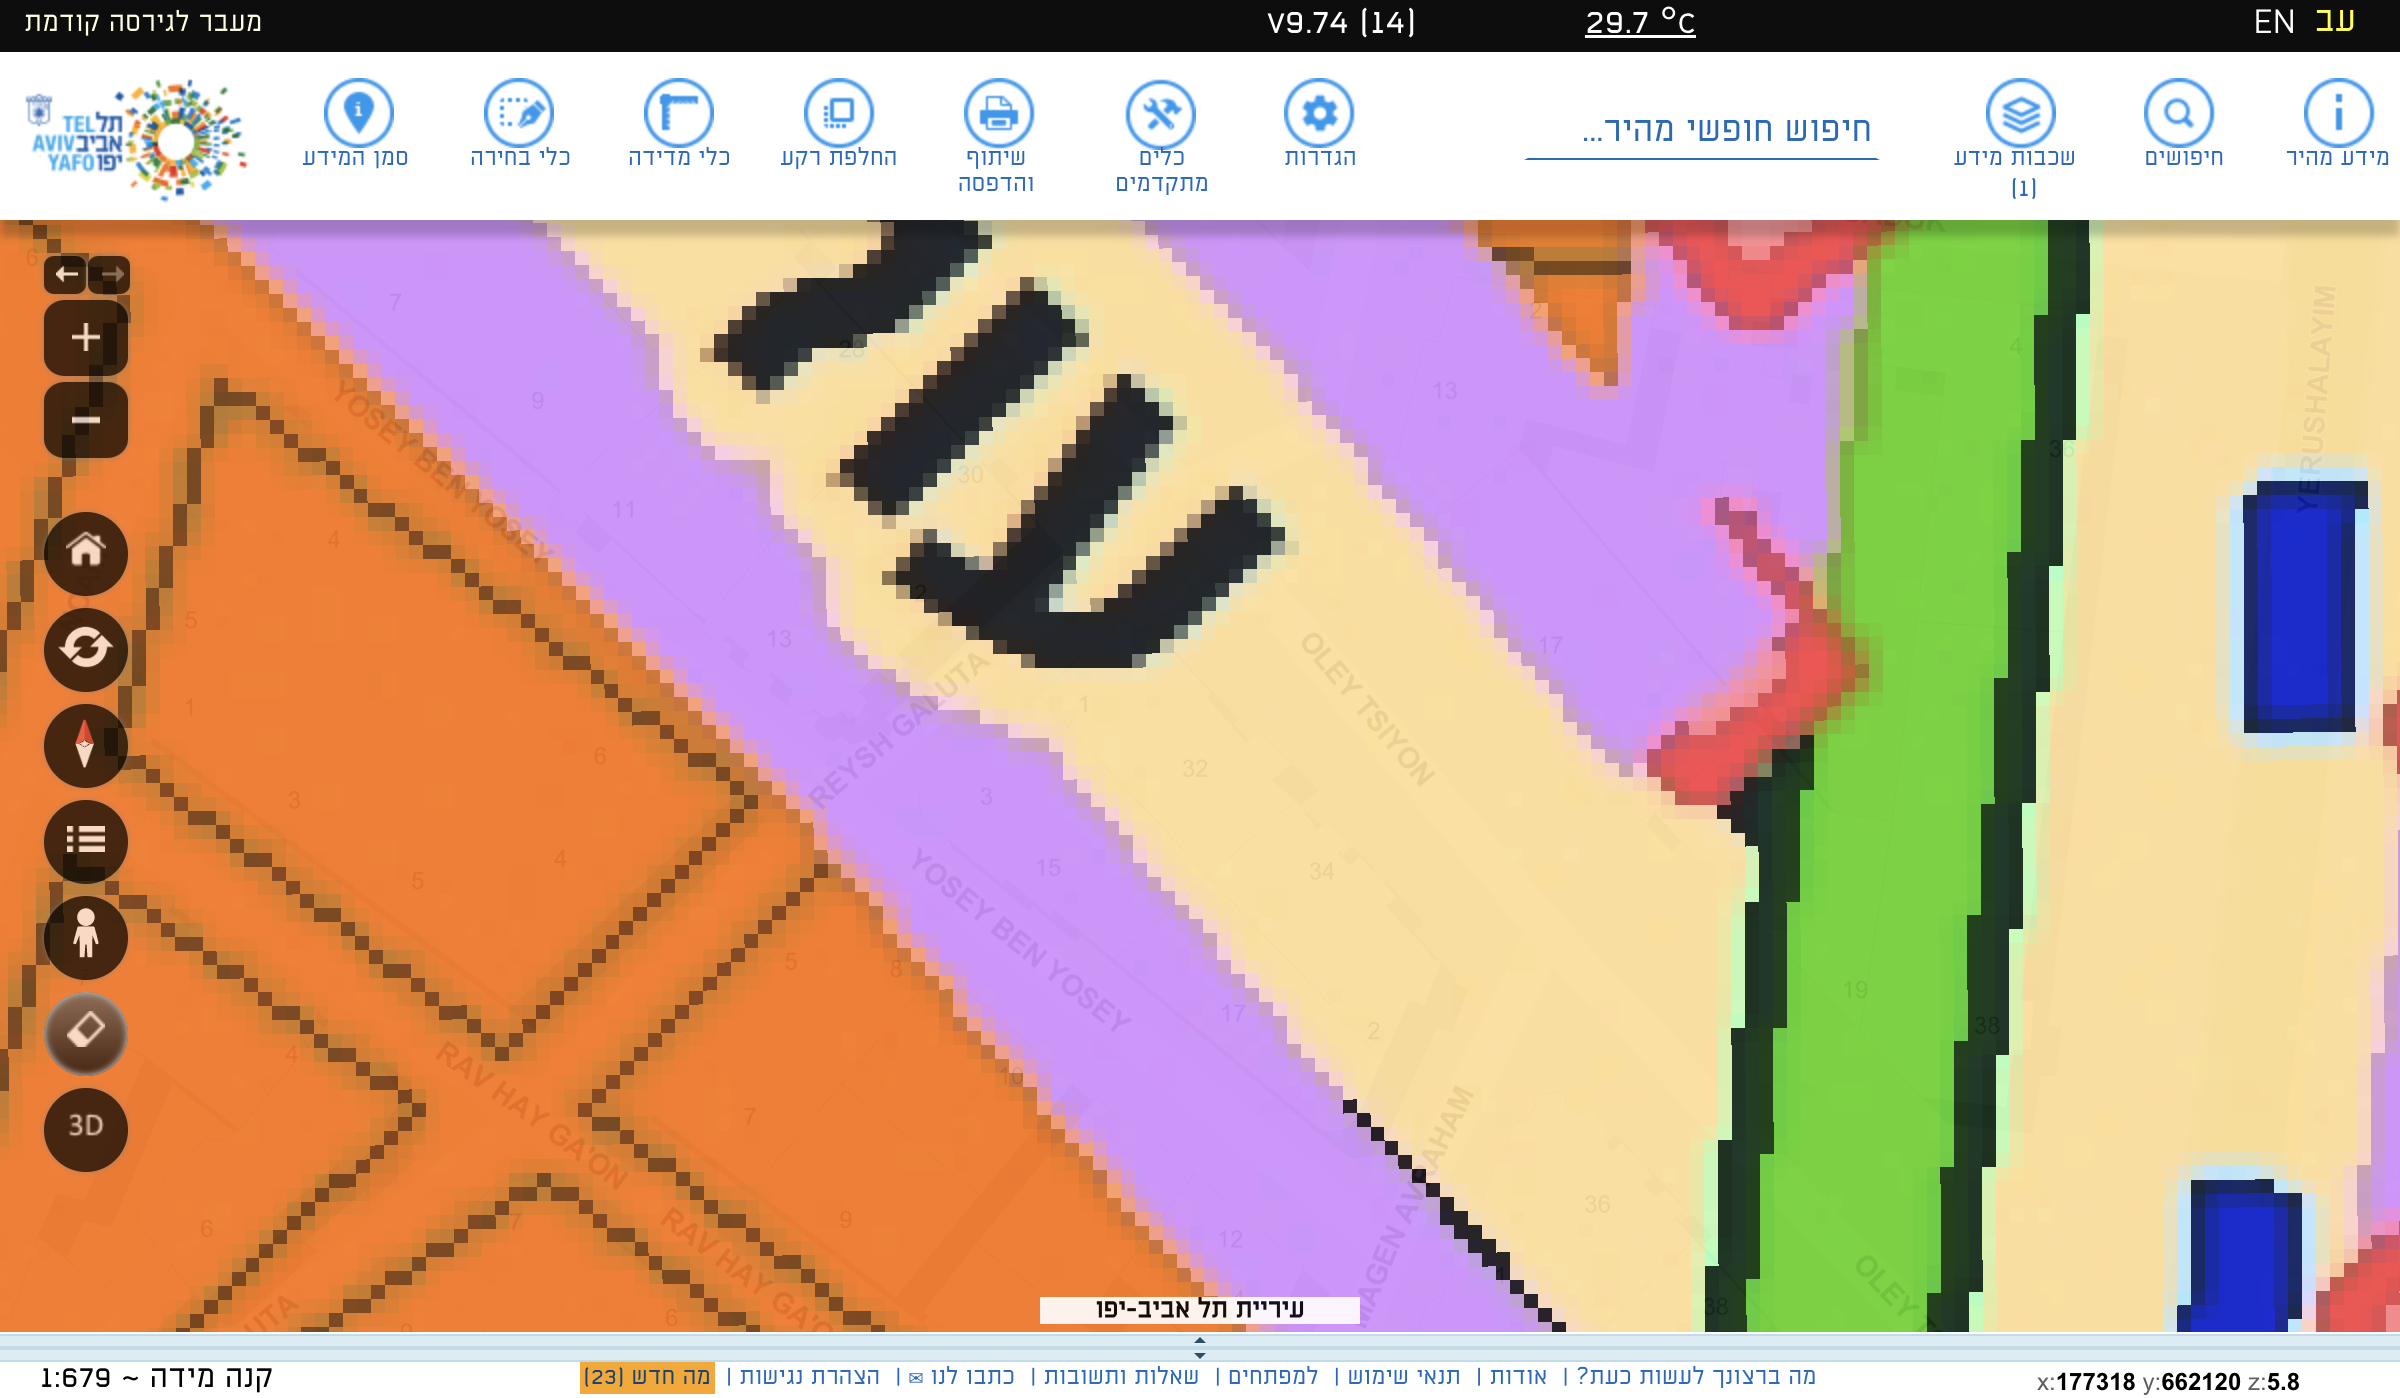 מעבר לגירסה קודמת
V9.74 (14)
29.7 °C
EN עב
תל אביב יפו
TEL AVIV YAFO
סמן המידע
כלי בחירה
כלי מדידה
החלפת רקע
שיתוף והדפסה
כלים מתקדמים
הגדרות
חיפוש חופשי מהיר...
שכבות מידע (1)
חיפושים
מידע מהיר
6
7
28
9
2
13
4
YERUSHALAYIM
YOSEY BEN YOSEY
30
36
4
11
2
5
13
REYSH GALUTA
OLEY TSIYON
17
1
1
6
32
3
3
4
5
15
34
YOSEY BEN YOSEY
5
8
19
17
2
38
RAV HAY GA'ON
4
10
7
MAGEN AVRAHAM
36
6
7
RAV HAY GA'ON
9
12
OLEY
38
6
3D
עיריית תל אביב-יפו
קנה מידה ~ 1:679
מה ברצונך לעשות כעת? | אודות | תנאי שימוש | למפתחים | שאלות ותשובות | כתבו לנו ✉ | הצהרת נגישות | מה חדש (23)
x:177318 y:662120 z:5.8